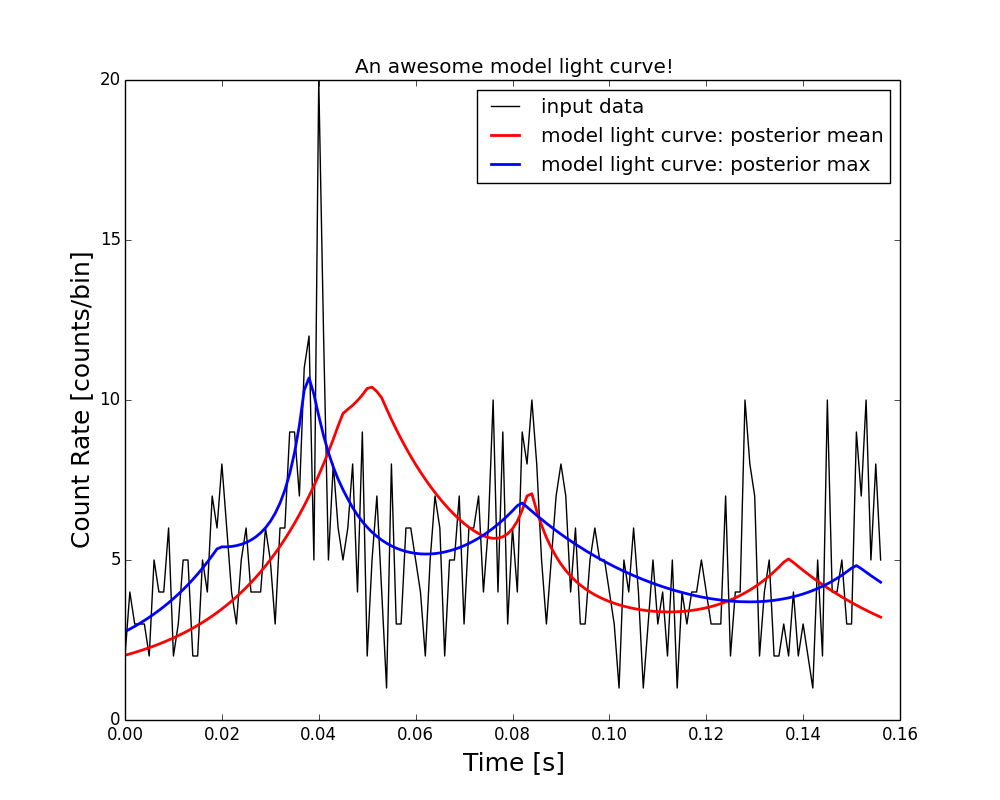 An awesome model light curve!
input data
model light curve: posterior mean
model light curve: posterior max
Count Rate [counts/bin]
20
15
10
5
0
0.00 0.02 0.04 0.06 0.08 0.10 0.12 0.14 0.16
Time [s]